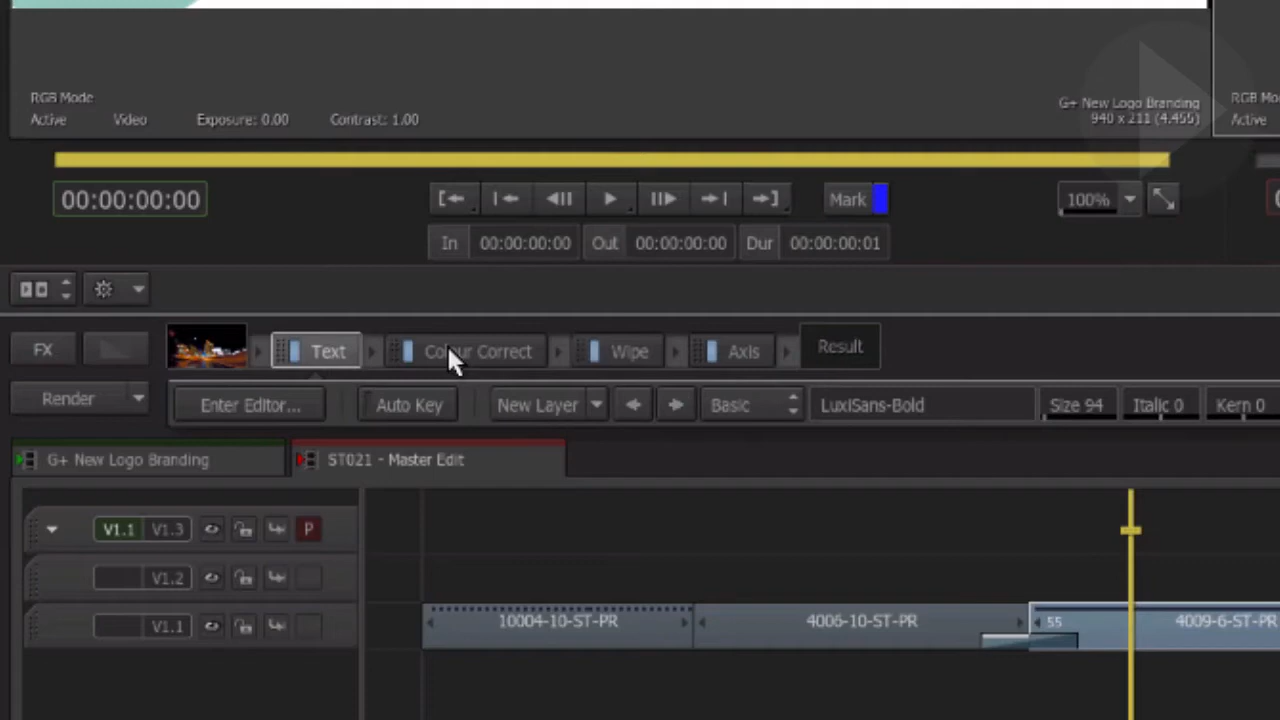 RGB Mode
Active Video Exposure: 0.00 Contrast: 1.00
G+ New Logo Branding
940 x 211 (4.455)
Active
00:00:00:00
Mark
100%
In 00:00:00:00 Out 00:00:00:00 Dur 00:00:00:01
FX Text Colour Correct Wipe Axis Result
Render Enter Editor... Auto Key New Layer Basic LuxiSans-Bold Size 94 Italic 0 Kern 0
G+ New Logo Branding ST021 - Master Edit
V1.1 V1.3 P
V1.2
V1.1
10004-10-ST-PR 4006-10-ST-PR 55 4009-6-ST-PR